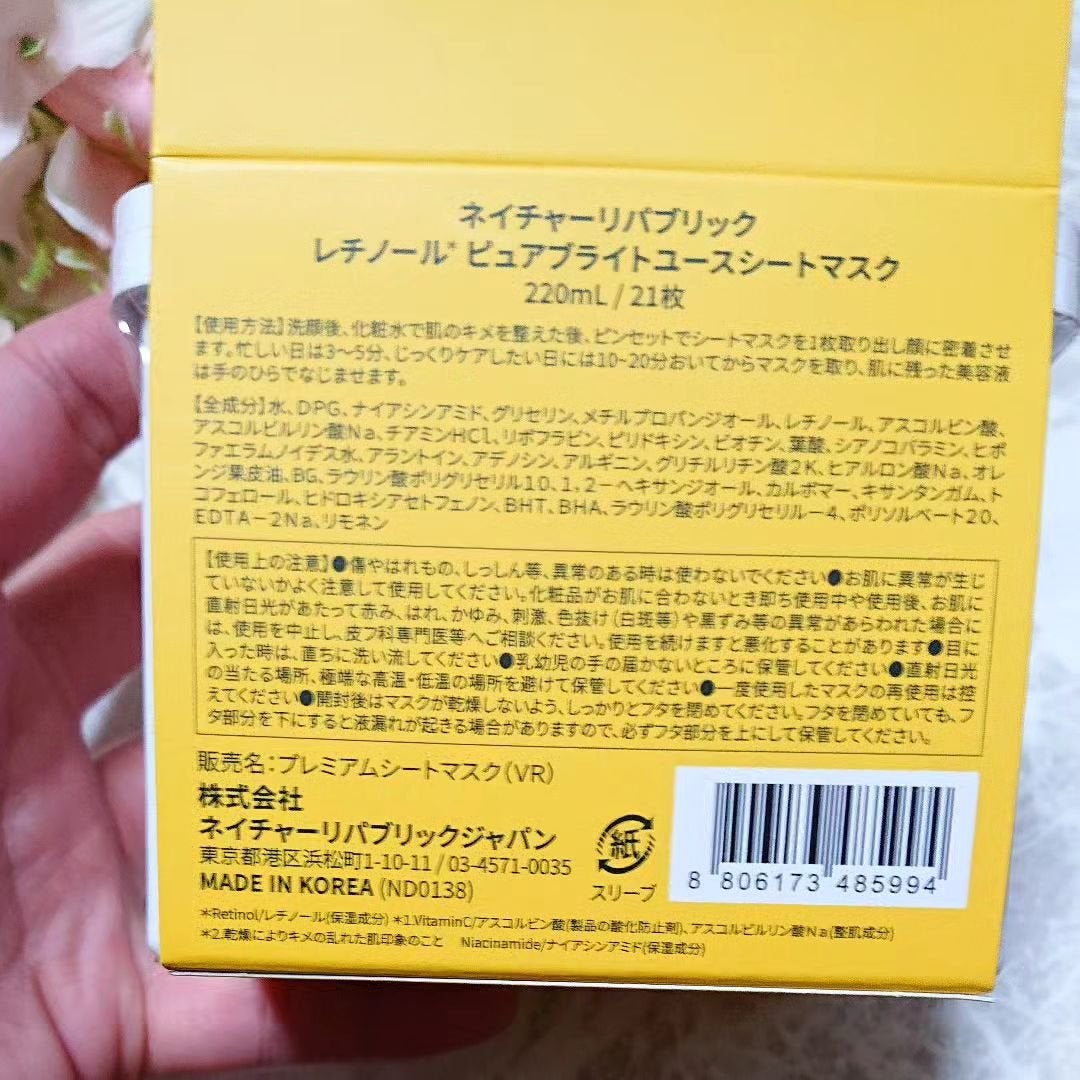 ネイチャーリパブリック
レチノール* ピュアブライトユースシートマスク
220mL / 21枚
【使用方法】洗顔後、化粧水で肌のキメを整えた後、ピンセットでシートマスクを1枚取り出し顔に密着させ
ます。忙しい日は3〜5分、じっくりケアしたい日には10-20分おいてからマスクを取り、肌に残った美容液
は手のひらでなじませます。
【全成分】水、DPG、ナイアシンアミド、グリセリン、メチルプロパンジオール、レチノール、アスコルビン酸、
アスコルビルリン酸Na、チアミンHCl、リボフラビン、ピリドキシン、ビオチン、葉酸、シアノコバラミン、ヒポ
ファエラムノイデス水、アラントイン、アデノシン、アルギニン、グリチルリチン酸2K、ヒアルロン酸Na、オレ
ンジ果皮油、BG、ラウリン酸ポリグリセリル10、1,2－ヘキサンジオール、カルボマー、キサンタンガム、ト
コフェロール、ヒドロキシアセトフェノン、BHT、BHA、ラウリン酸ポリグリセリル－4、ポリソルベート20、
EDTA－2Na、リモネン
【使用上の注意】●傷やはれもの、しっしん等、異常のある時は使わないでください●お肌に異常が生じ
ていないかよく注意して使用してください。化粧品がお肌に合わないとき即ち使用中や使用後、お肌に
直射日光があたって赤み、はれ、かゆみ、刺激、色抜け（白斑等）や黒ずみ等の異常があらわれた場合に
は、使用を中止し、皮フ科専門医等へご相談ください。使用を続けますと悪化することがあります●目に
入った時は、直ちに洗い流してください●乳幼児の手の届かないところに保管してください●直射日光
の当たる場所、極端な高温・低温の場所を避けて保管してください●一度使用したマスクの再使用は控
えてください●開封後はマスクが乾燥しないよう、しっかりとフタを閉めてください。フタを閉めていても、フ
タ部分を下にすると液漏れが起きる場合がありますので、必ずフタ部分を上にして保管してください。
販売名：プレミアムシートマスク（VR）
株式会社
ネイチャーリパブリックジャパン
東京都港区浜松町1-10-11 / 03-4571-0035
MADE IN KOREA (ND0138)
紙
スリーブ
8 806173 485994
*Retinol/レチノール(保湿成分) *1.VitaminC/アスコルビン酸(製品の酸化防止剤)、アスコルビルリン酸Na(整肌成分)
*2.乾燥によりキメの乱れた肌印象のこと Niacinamide/ナイアシンアミド(保湿成分)